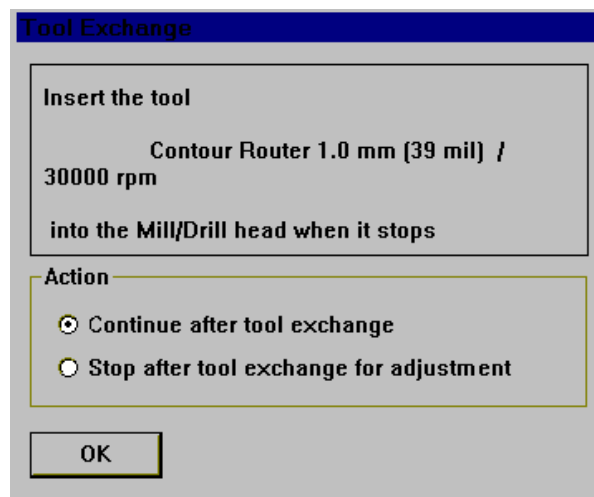 Tool Exchange
Insert the tool
Contour Router 1.0 mm (39 mil) /
30000 rpm
into the Mill/Drill head when it stops
Action
Continue after tool exchange
Stop after tool exchange for adjustment
OK